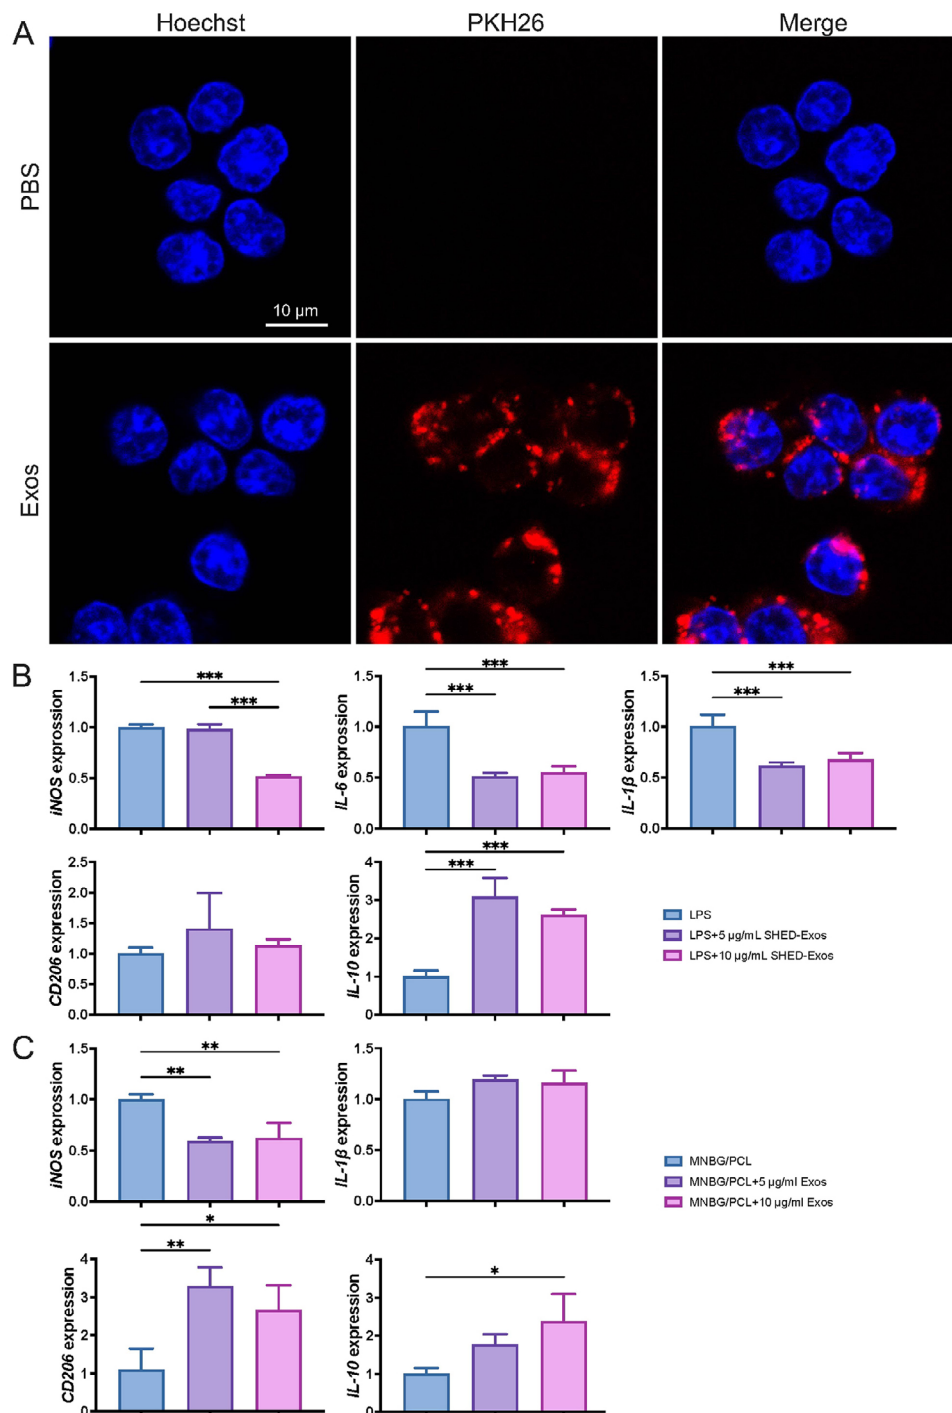 A
Hoechst
PKH26
Merge
PBS
10 µm
Exos
B
iNOS exprossion
1.5
1.0
0.5
0.0
***
***
IL-6 expression
1.5
1.0
0.5
0.0
***
***
IL-1β expression
1.5
1.0
0.5
0.0
***
***
CD206 expression
2.5
2.0
1.5
1.0
0.5
0.0
IL-10 expression
4
3
2
1
0
***
***
LPS
LPS+5 µg/mL SHED-Exos
LPS+10 µg/mL SHED-Exos
C
iNOS exprossion
1.5
1.0
0.5
0.0
**
**
IL-1β expression
1.5
1.0
0.5
0.0
MNBG/PCL
MNBG/PCL+5 µg/ml Exos
MNBG/PCL+10 µg/ml Exos
CD206 expression
4
3
2
1
0
*
**
IL-10 expression
4
3
2
1
0
*